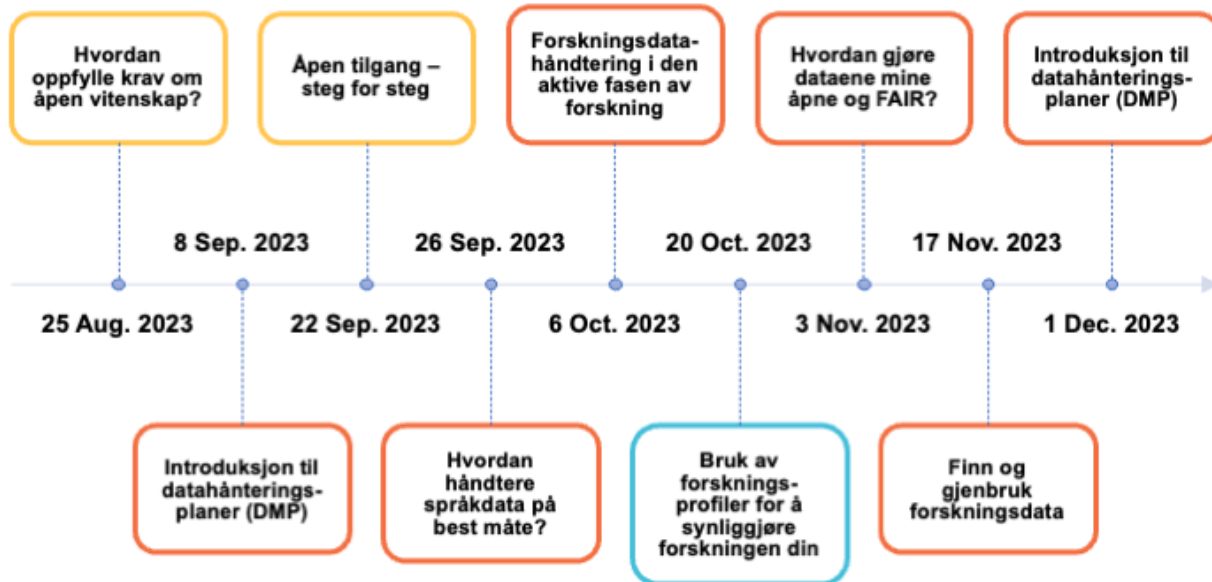 Hvordan
oppfylle krav om
åpen vitenskap?
Åpen tilgang –
steg for steg
Forskningsdata-
håndtering i den
aktive fasen av
forskning
Hvordan gjøre
dataene mine
åpne og FAIR?
Introduksjon til
datahånterings-
planer (DMP)
8 Sep. 2023
26 Sep. 2023
20 Oct. 2023
17 Nov. 2023
25 Aug. 2023
22 Sep. 2023
6 Oct. 2023
3 Nov. 2023
1 Dec. 2023
Introduksjon til
datahånterings-
planer (DMP)
Hvordan
håndtere
språkdata på
best måte?
Bruk av
forsknings-
profiler for å
synliggjøre
forskningen din
Finn og
gjenbruk
forskningsdata